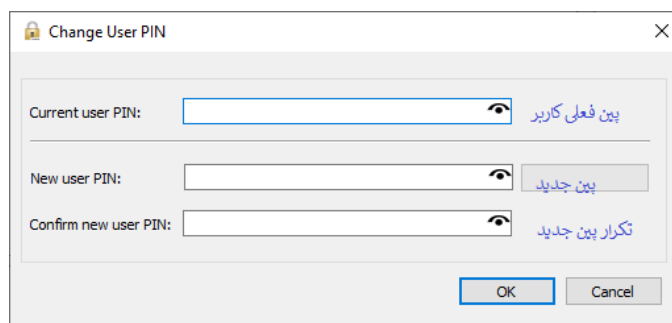 Change User PIN
Current user PIN: پین فعلی کاربر
New user PIN: پین جدید
Confirm new user PIN: تکرار پین جدید
OK Cancel